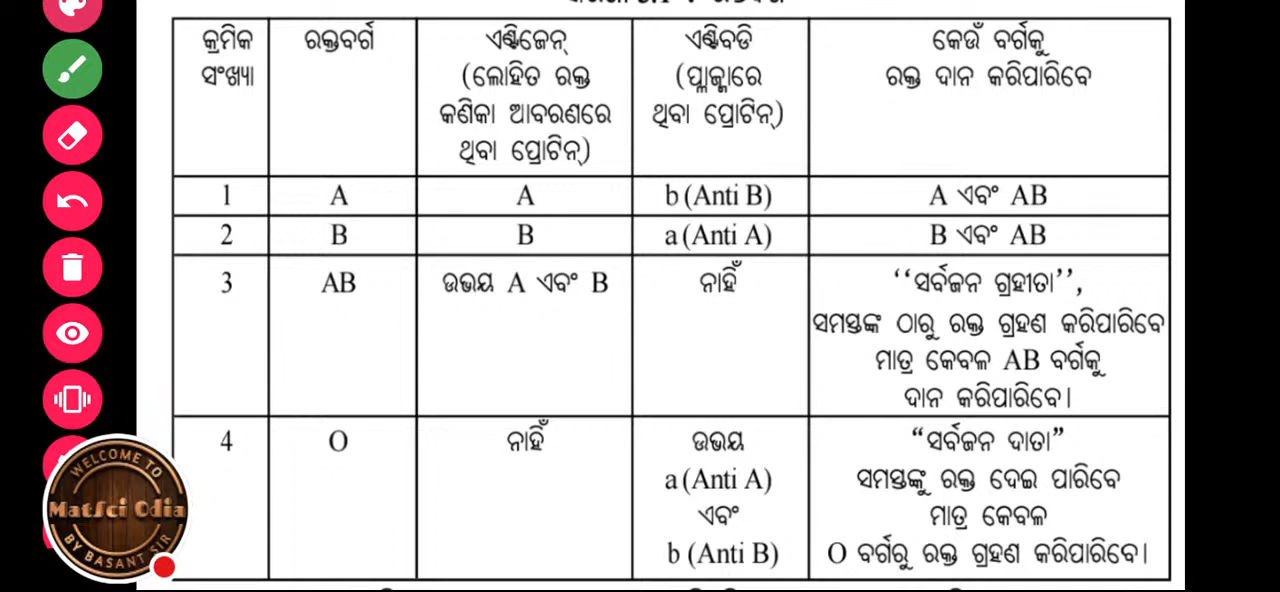 କ୍ରମିକ ସଂଖ୍ୟା
ରକ୍ତବର୍ଗ
ଏଣ୍ଟିଜେନ୍
(ଲୋହିତ ରକ୍ତ
କଣିକା ଆବରଣରେ
ଥିବା ପ୍ରୋଟିନ୍)
ଏଣ୍ଟିବଡି
(ପ୍ଲାଜ୍ମାରେ
ଥିବା ପ୍ରୋଟିନ୍)
କେଉଁ ବର୍ଗକୁ
ରକ୍ତ ଦାନ କରିପାରିବେ
1 A A b (Anti B) A ଏବଂ AB
2 B B a (Anti A) B ଏବଂ AB
3 AB ଉଭୟ A ଏବଂ B ନାହିଁ ‘‘ସର୍ବଜନ ଗ୍ରହୀତା’’,
ସମସ୍ତଙ୍କ ଠାରୁ ରକ୍ତ ଗ୍ରହଣ କରିପାରିବେ
ମାତ୍ର କେବଳ AB ବର୍ଗକୁ
ଦାନ କରିପାରିବେ।
4 O ନାହିଁ ଉଭୟ “ସର୍ବଜନ ଦାତା”
a (Anti A) ସମସ୍ତଙ୍କୁ ରକ୍ତ ଦେଇ ପାରିବେ
ଏବଂ ମାତ୍ର କେବଳ
b (Anti B) O ବର୍ଗରୁ ରକ୍ତ ଗ୍ରହଣ କରିପାରିବେ।
WELCOME TO
MatSci Odia
BY BASANT SIR